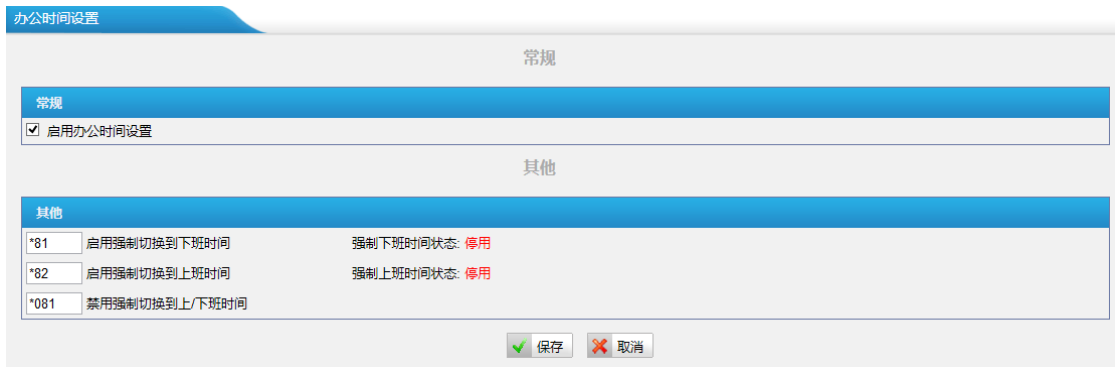 办公时间设置
常规
常规
启用办公时间设置
其他
其他
*81 启用强制切换到下班时间 强制下班时间状态: 停用
*82 启用强制切换到上班时间 强制上班时间状态: 停用
*081 禁用强制切换到上/下班时间
保存 取消